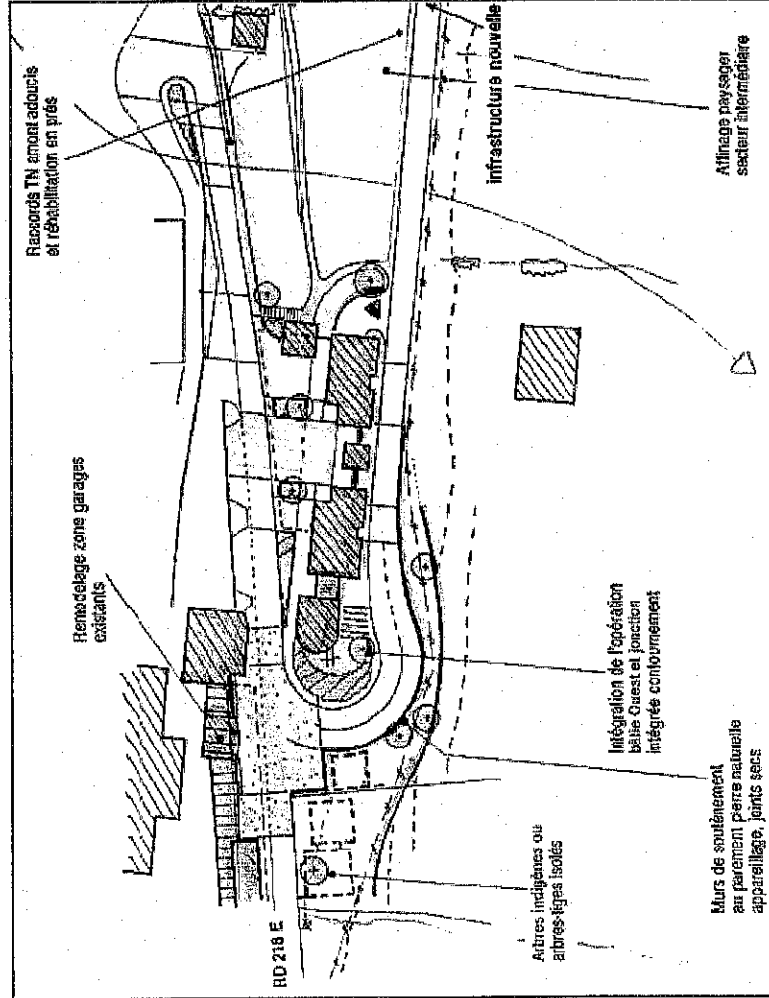 Raccords TN amont adoucis
et réhabilitation en prés
Remodelage zone garages
existants
infrastructure nouvelle
Affinage paysager
secteur intermédiaire
RD 218 E
Intégration de l'opération
bâtie Ouest et jonction
intégrée contournement
Arbres indigènes ou
arbres-tiges isolés
Murs de soutènement
au parement pierre naturelle
appareillage, joints secs